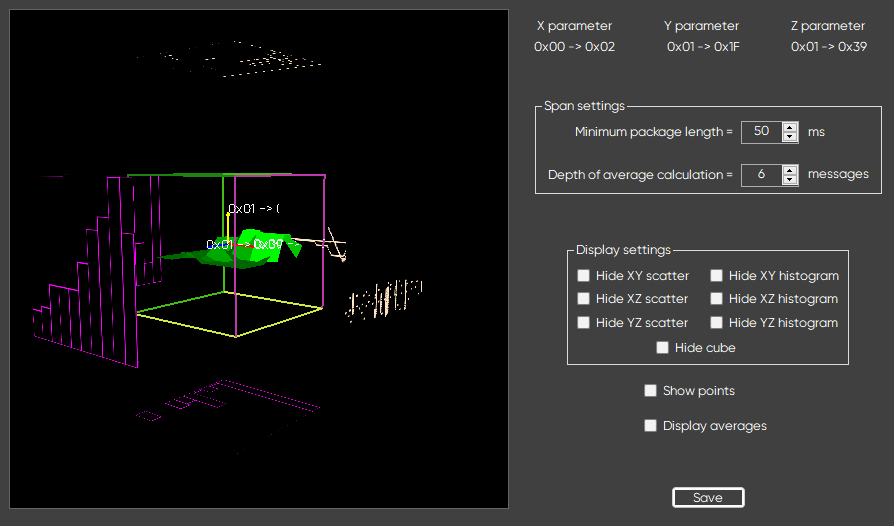 X parameter Y parameter Z parameter
0x00 -> 0x02 0x01 -> 0x1F 0x01 -> 0x39
Span settings
Minimum package length = 50 ms
Depth of average calculation = 6 messages
0x01 -> (
0x01 ->
Display settings
Hide XY scatter Hide XY histogram
Hide XZ scatter Hide XZ histogram
Hide YZ scatter Hide YZ histogram
Hide cube
Show points
Display averages
Save